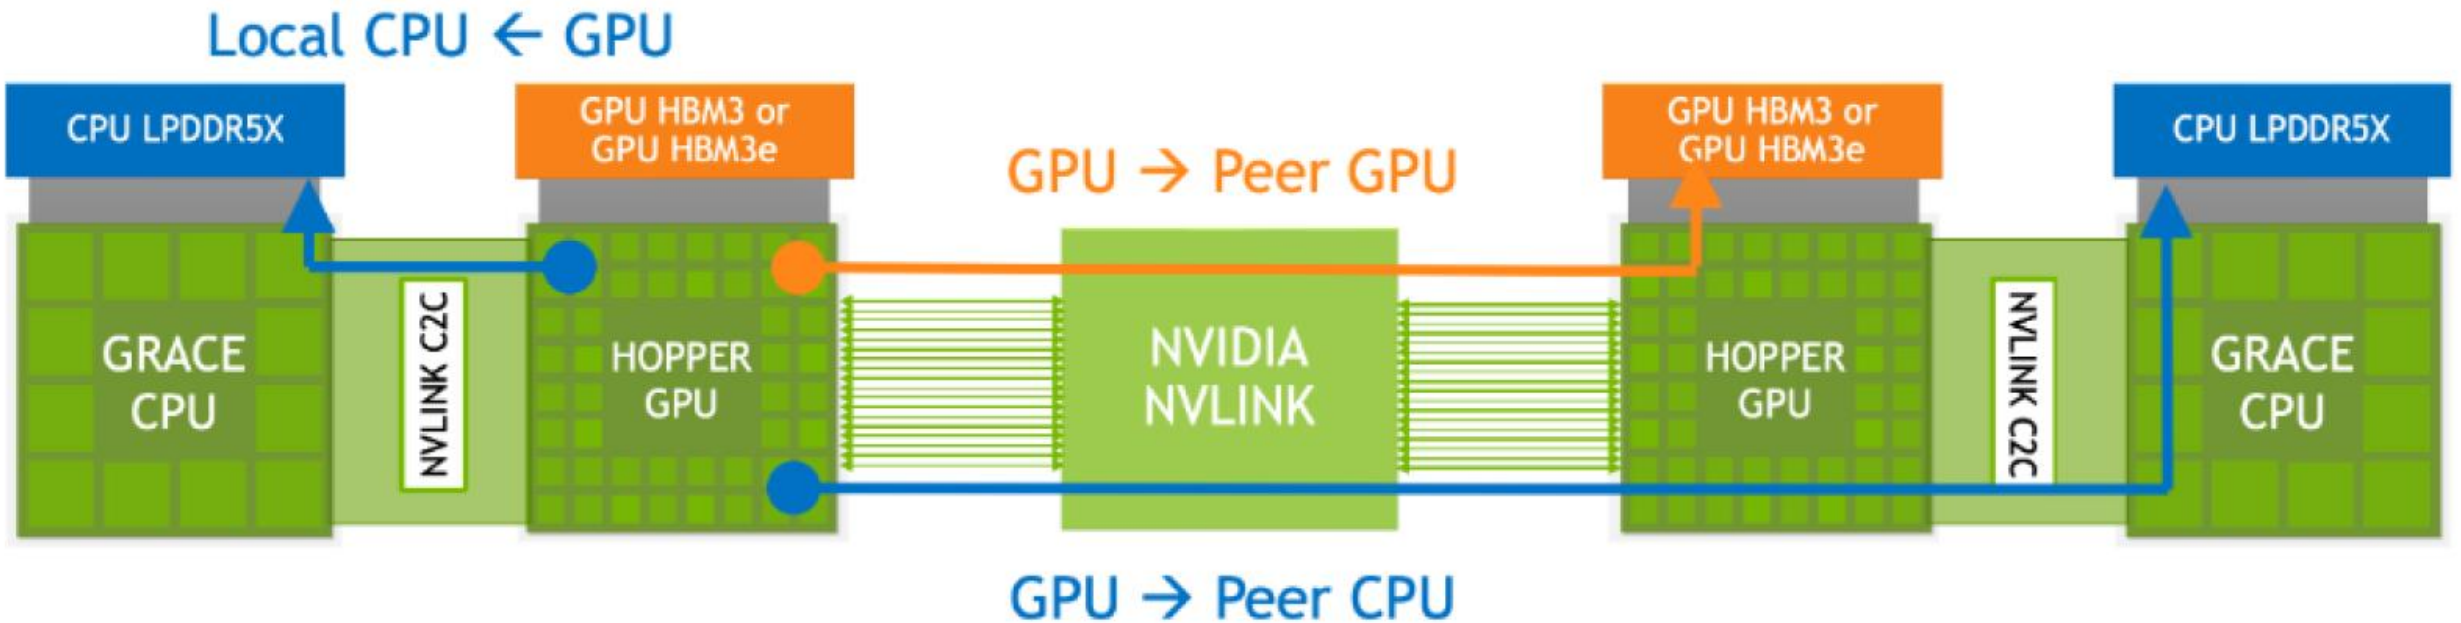 Local CPU ← GPU
CPU LPDDR5X
GPU HBM3 or
GPU HBM3e
GPU → Peer GPU
GPU HBM3 or
GPU HBM3e
CPU LPDDR5X
GRACE
CPU
NVLINK C2C
HOPPER
GPU
NVIDIA
NVLINK
HOPPER
GPU
NVLINK C2C
GRACE
CPU
GPU → Peer CPU